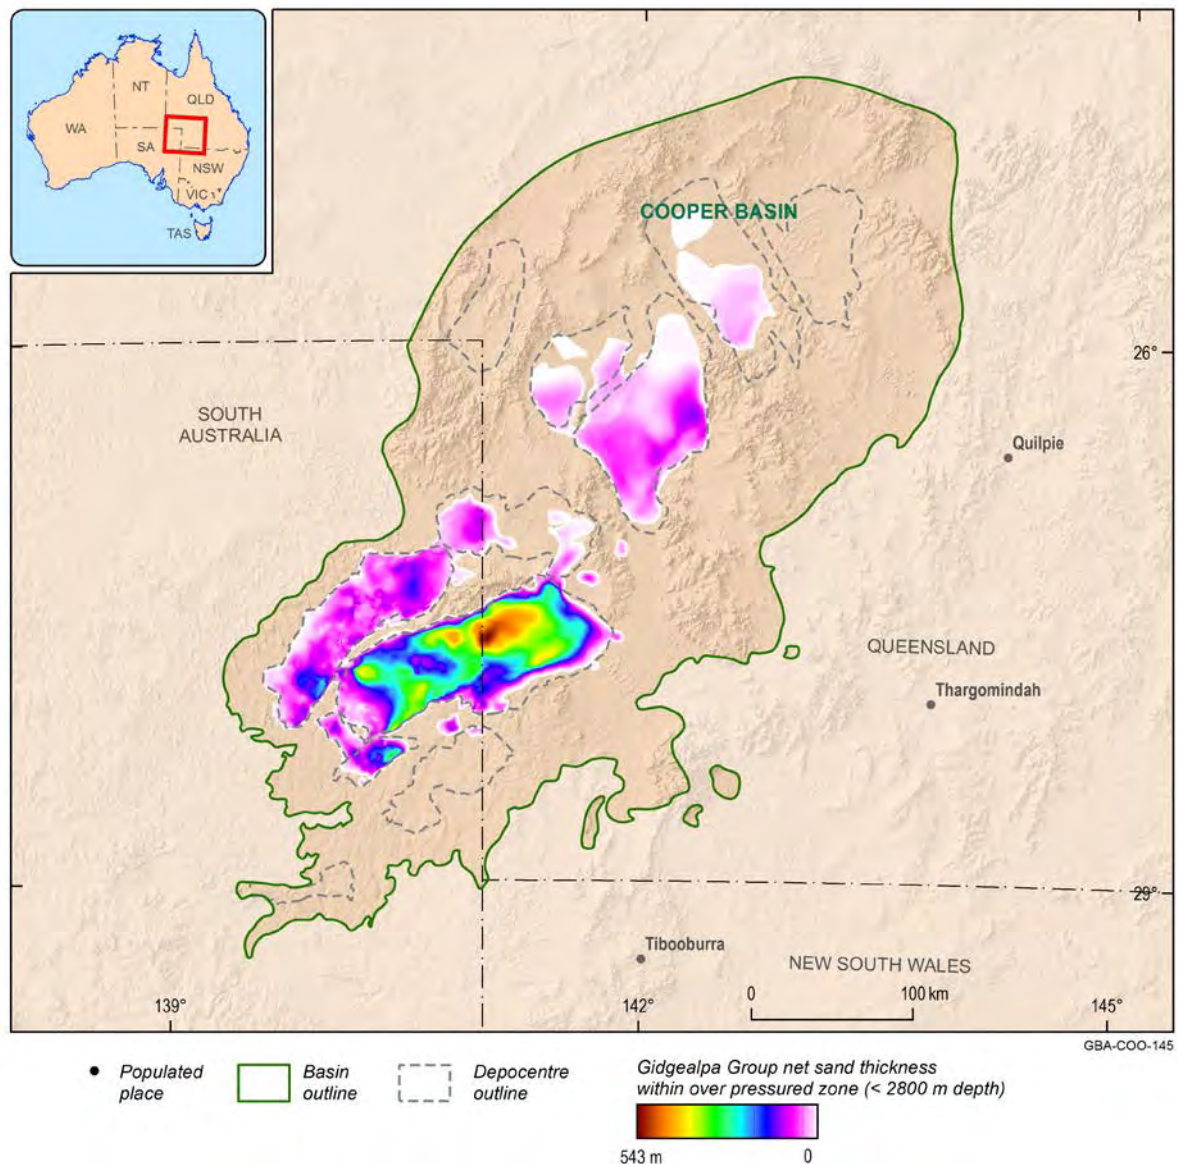 NT
QLD
WA
SA
NSW
VIC
TAS
COOPER BASIN
26°
SOUTH
AUSTRALIA
Quilpie
QUEENSLAND
Thargomindah
29°
Tibooburra
NEW SOUTH WALES
0
100 km
139°
142°
145°
GBA-COO-145
Populated
place
Basin
outline
Depocentre
outline
Gidgealpa Group net sand thickness
within over pressured zone (< 2800 m depth)
543 m
0